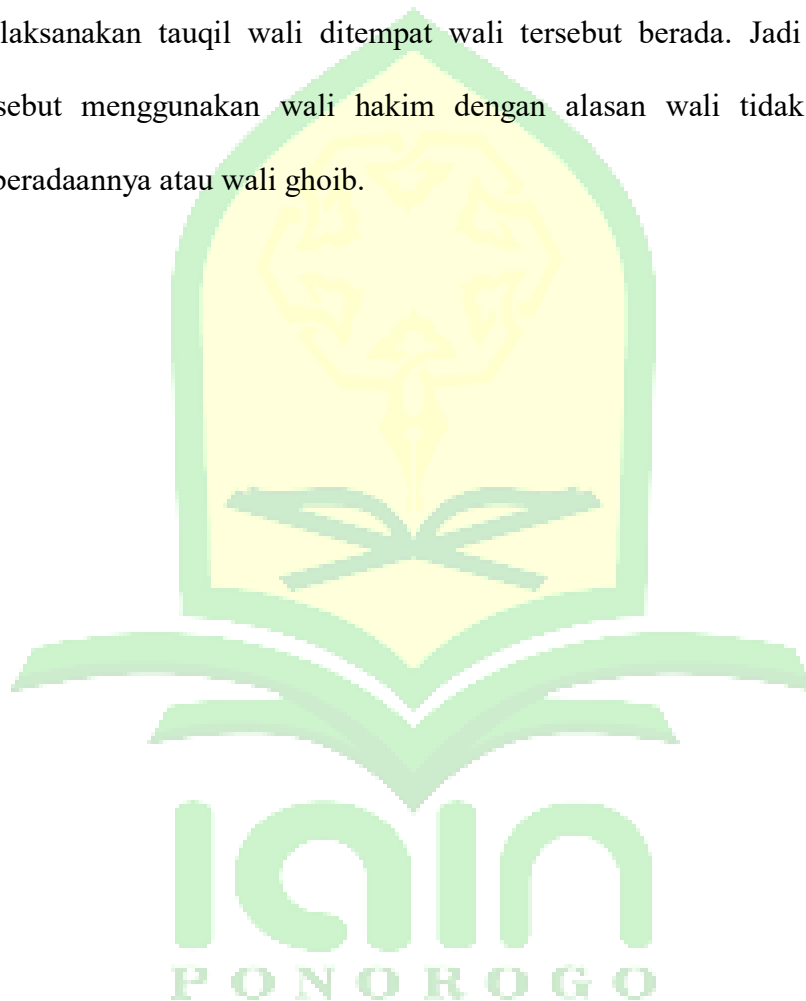 laksanakan tauqil wali ditempat wali tersebut berada. Jadi
sebut menggunakan wali hakim dengan alasan wali tidak
beradaannya atau wali ghoib.
iain
PONOROGO